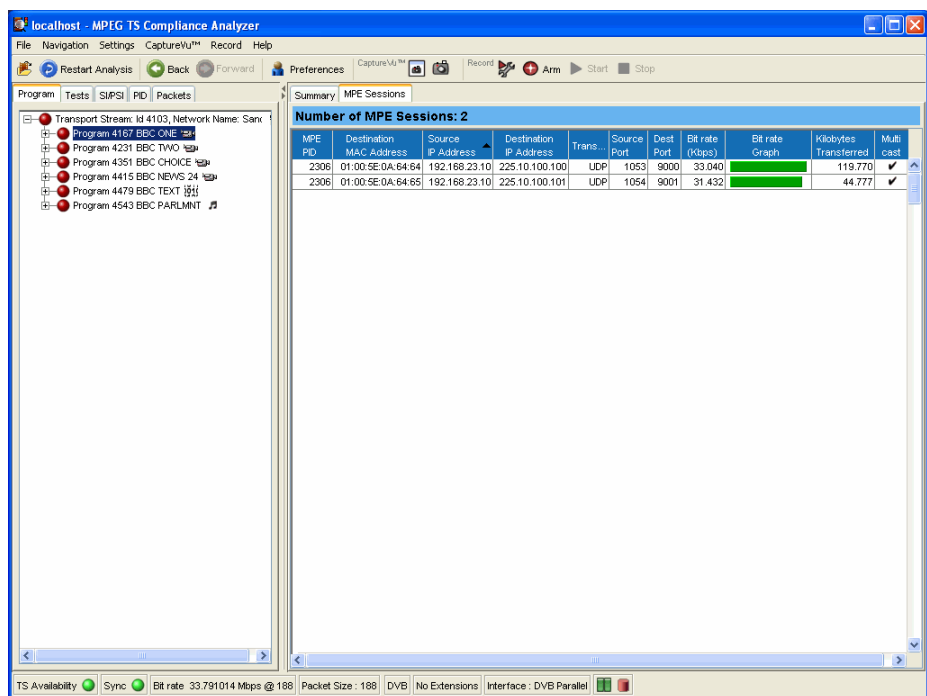 localhost - MPEG TS Compliance Analyzer
File Navigation Settings CaptureVu™ Record Help
Restart Analysis Back Forward Preferences CaptureVu™ Record Arm Start Stop
Program Tests SI/PSI PID Packets
Summary MPE Sessions
Transport Stream: Id 4103, Network Name:
Program 4167 BBC ONE
Program 4231 BBC TWO
Program 4351 BBC CHOICE
Program 4415 BBC NEWS 24
Program 4479 BBC TEXT
Program 4543 BBC PARLMNT
Number of MPE Sessions: 2
MPE PID Destination MAC Address Source IP Address Destination IP Address Trans... Source Port Dest Port Bit rate (Kbps) Bit rate Graph Kilobytes Transferred Multi cast
2306 01:00:5E:0A:64:64 192.168.23.10 225.10.100.100 UDP 1053 9000 33.040 119.770 ✔
2306 01:00:5E:0A:64:65 192.168.23.10 225.10.100.101 UDP 1054 9001 31.432 44.777 ✔
TS Availability Sync Bit rate 33.791014 Mbps @ 188 Packet Size : 188 DVB No Extensions Interface : DVB Parallel